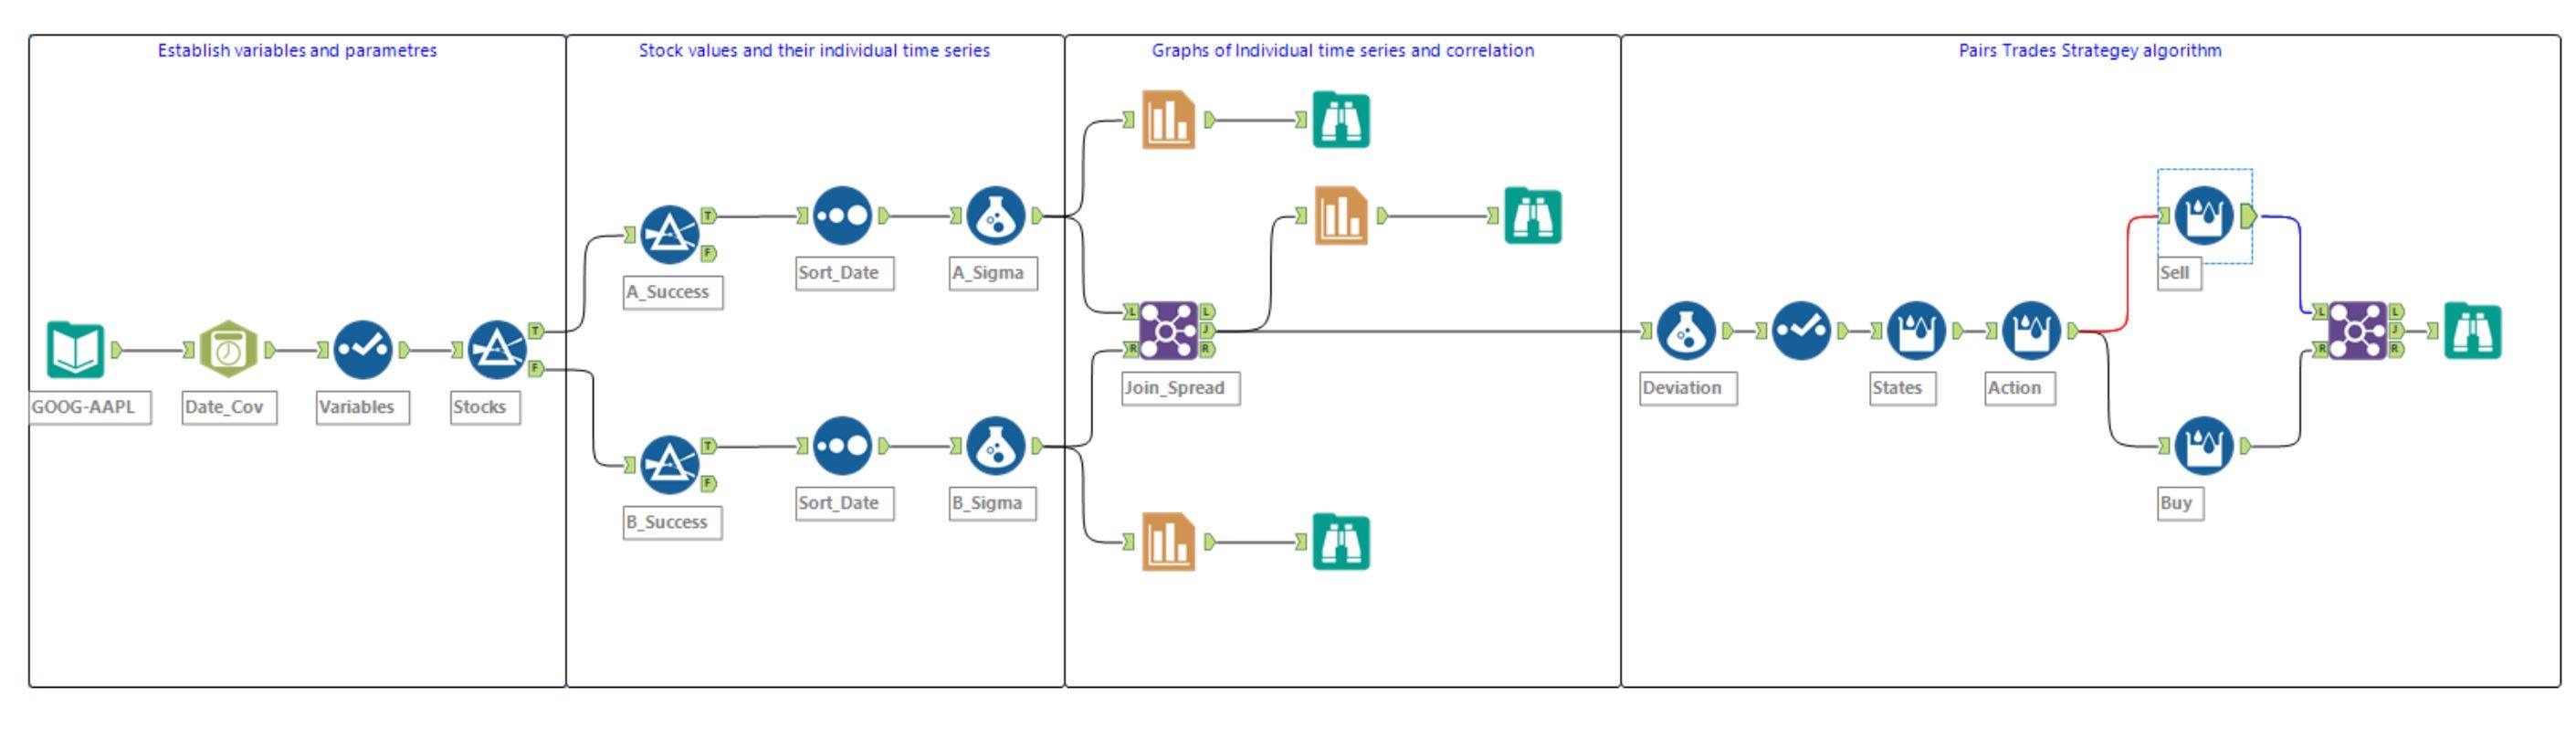 Establish variables and parametres
Stock values and their individual time series
Graphs of Individual time series and correlation
Pairs Trades Strategey algorithm
GOOG-AAPL
Date_Cov
Variables
Stocks
T
F
A_Success
T
F
Sort_Date
A_Sigma
B_Success
T
F
Sort_Date
B_Sigma
L
R
L
J
R
Join_Spread
Deviation
States
Action
Sell
Buy
L
R
L
J
R